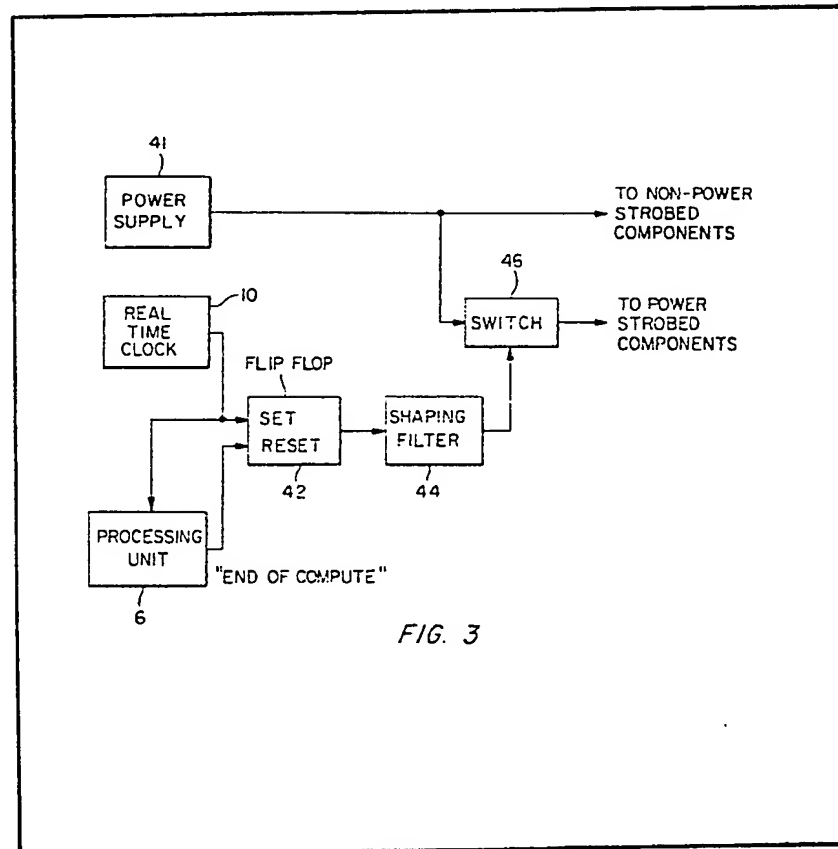 41
POWER
SUPPLY
TO NON-POWER
STROBED
COMPONENTS
46
SWITCH
TO POWER
STROBED
COMPONENTS
10
REAL
TIME
CLOCK
FLIP FLOP
SET
RESET
42
SHAPING
FILTER
44
PROCESSING
UNIT
6
"END OF COMPUTE"
FIG. 3